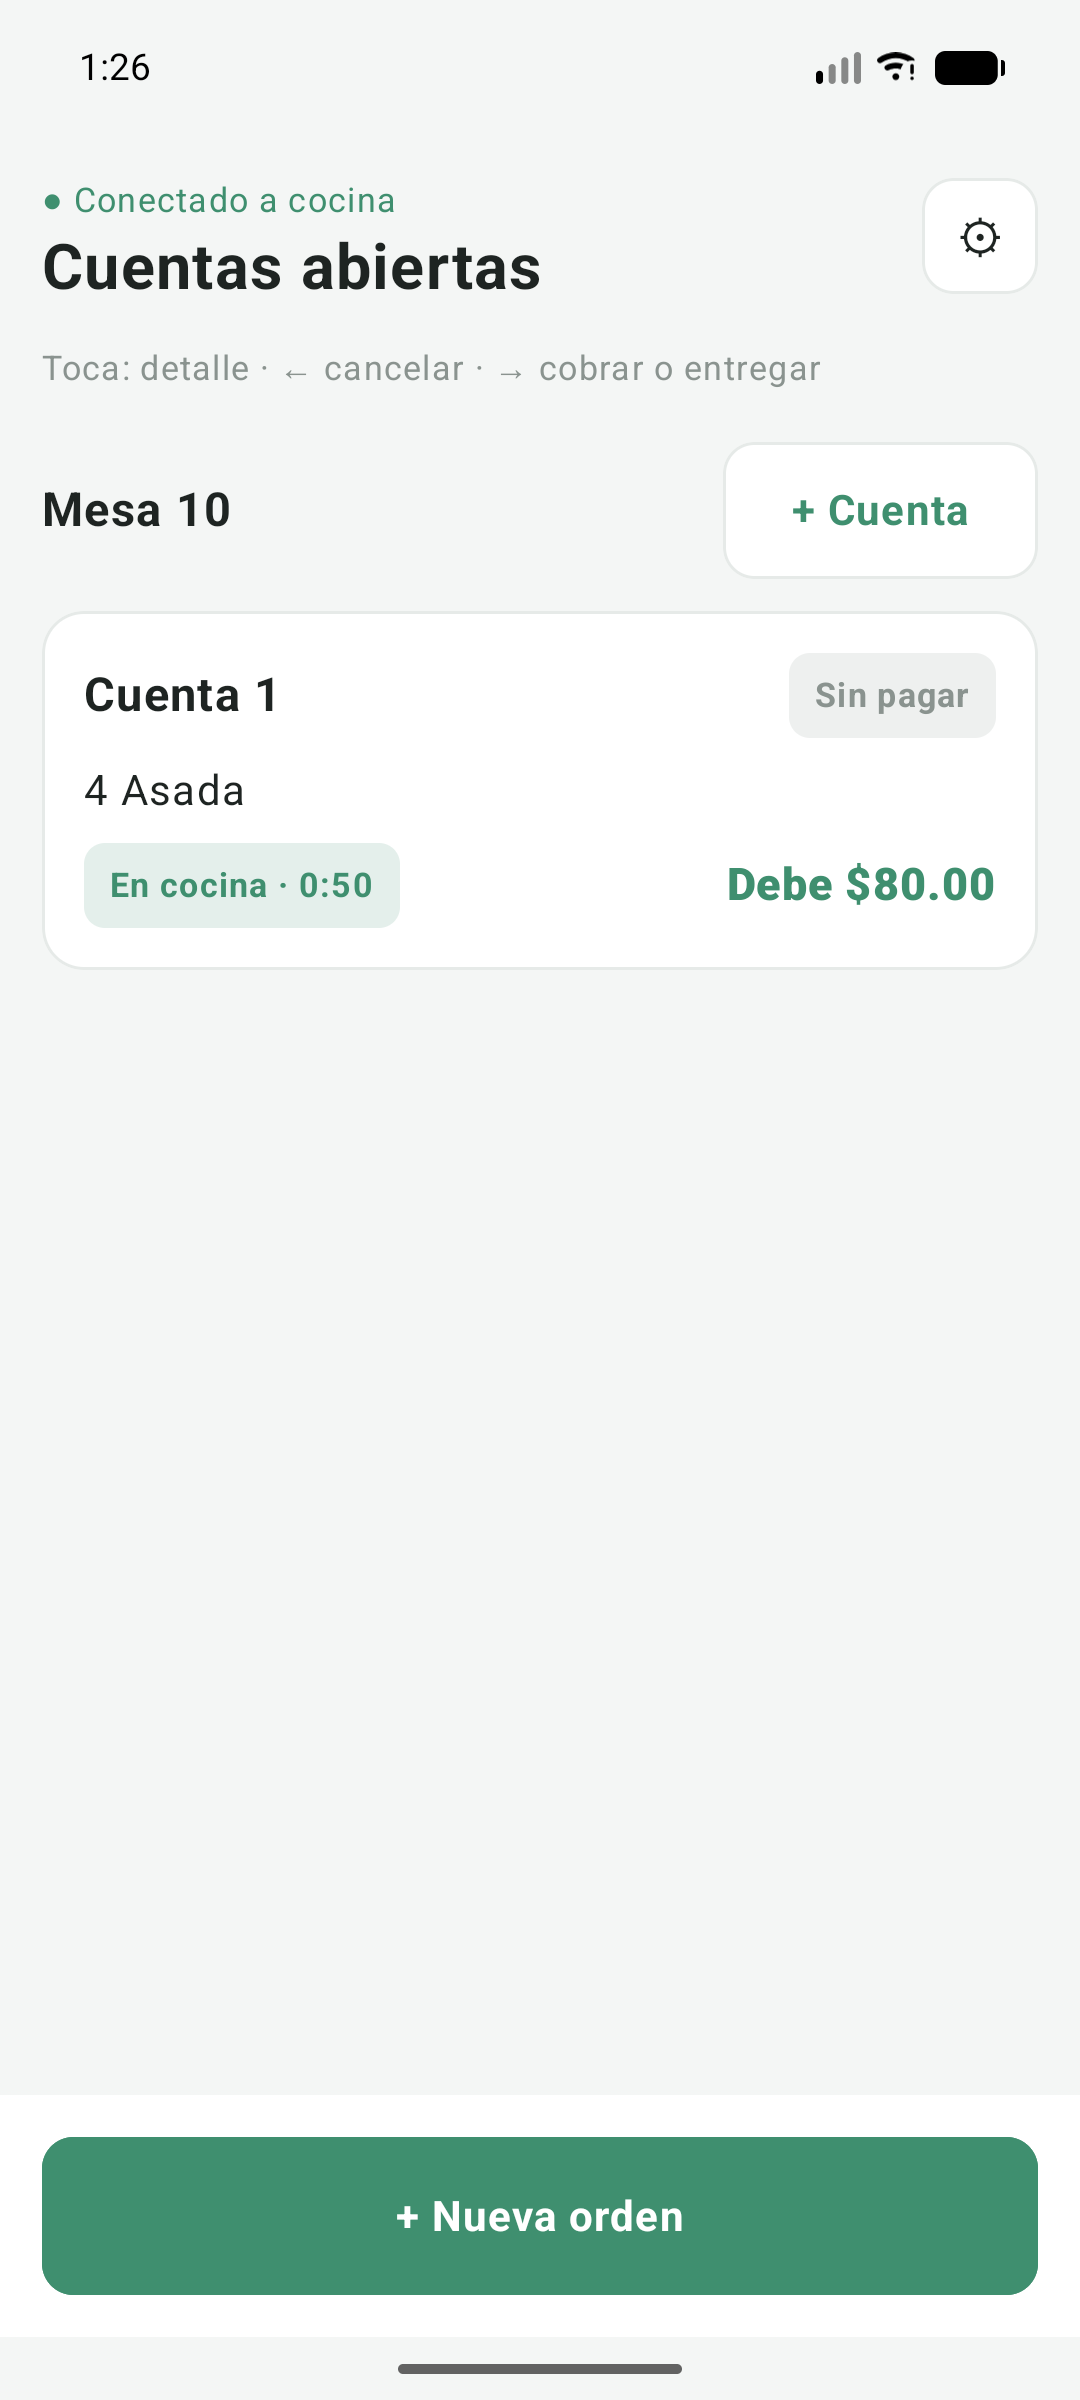 1:26
● Conectado a cocina
Cuentas abiertas
Toca: detalle · ← cancelar · → cobrar o entregar
Mesa 10
+ Cuenta
Cuenta 1
Sin pagar
4 Asada
En cocina · 0:50
Debe $80.00
+ Nueva orden